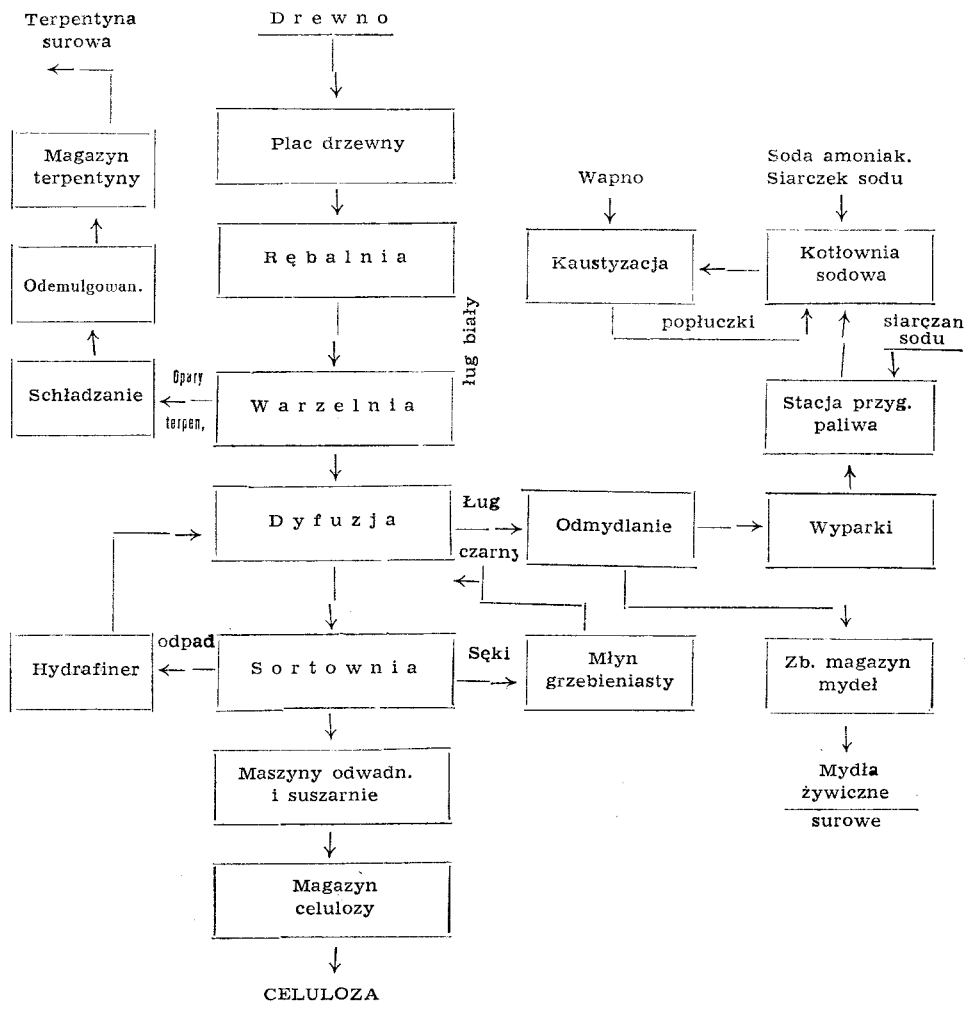 Terpentyna
surowa
Drewno
Plac drzewny
Magazyn
terpentyny
Soda amoniak.
Siarczek sodu
Wapno
Rębalnia
Kaustyzacja
Kotłownia
sodowa
Odemulgowan.
ług biały
popłuczki
siarczan
sodu
Schładzanie
Opary
terpen,
Warzelnia
Stacja przyg.
paliwa
Dyfuzja
Ług
czarny
Odmydlanie
Wyparki
Hydrafiner
odpad
Sortownia
Sęki
Młyn
grzebieniasty
Zb. magazyn
mydeł
Maszyny odwadn.
i suszarnie
Mydła
żywiczne
surowe
Magazyn
celulozy
CELULOZA